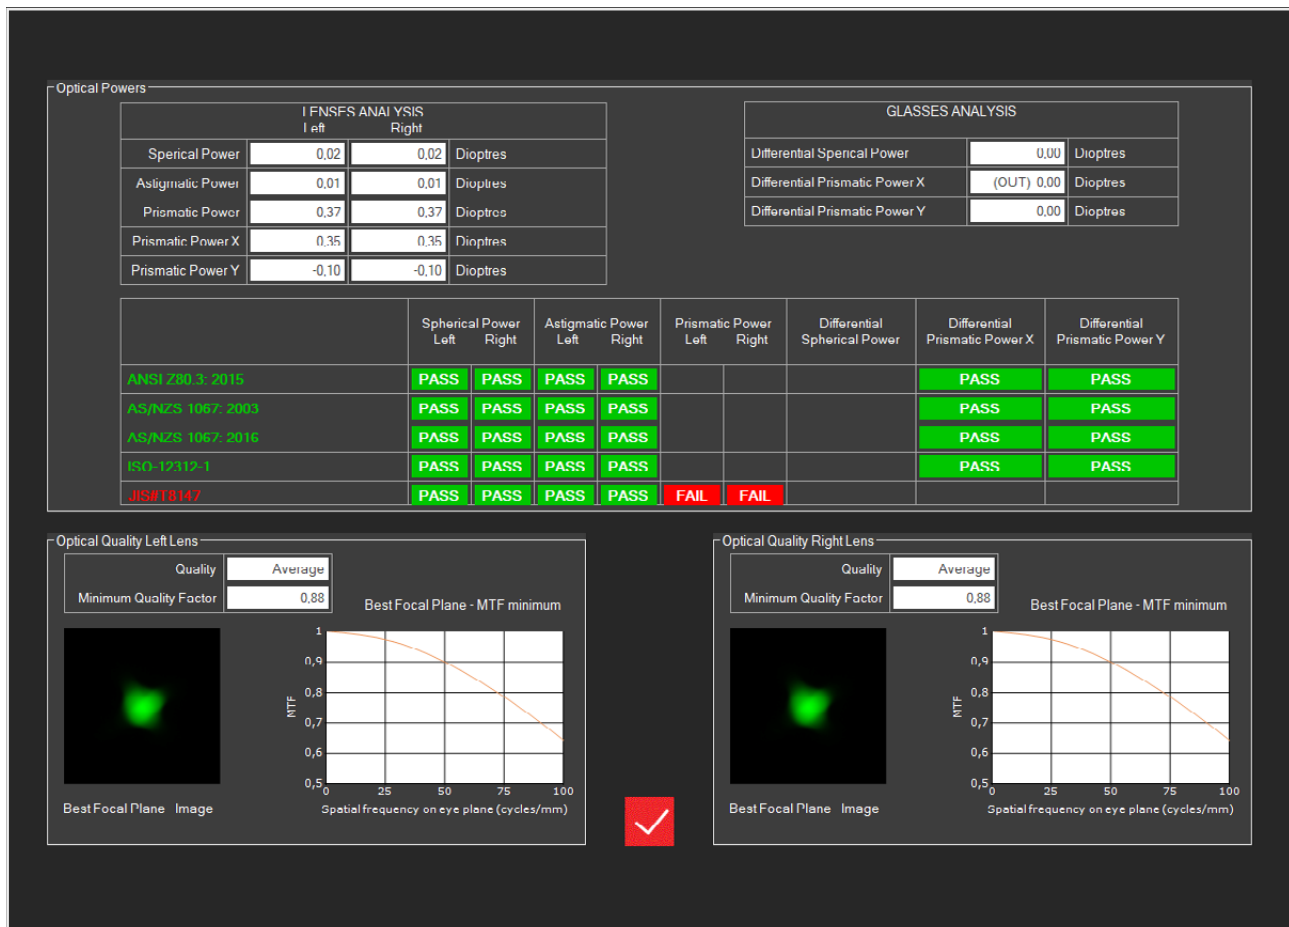 Optical Powers
LENSES ANALYSIS
Left Right
Sperical Power 0,02 0,02 Dioptres
Astigmatic Power 0,01 0,01 Dioptres
Prismatic Power 0,37 0,37 Dioptres
Prismatic Power X 0,35 0,35 Dioptres
Prismatic Power Y -0,10 -0,10 Dioptres
GLASSES ANALYSIS
Differential Sperical Power 0,00 Dioptres
Differential Prismatic Power X (OUT) 0,00 Dioptres
Differential Prismatic Power Y 0,00 Dioptres
Spherical Power Astigmatic Power Prismatic Power Differential Differential Differential
Left Right Left Right Left Right Spherical Power Prismatic Power X Prismatic Power Y
ANSI Z80.3: 2015 PASS PASS PASS PASS PASS PASS
AS/NZS 1067: 2003 PASS PASS PASS PASS PASS PASS
AS/NZS 1067: 2016 PASS PASS PASS PASS PASS PASS
ISO-12312-1 PASS PASS PASS PASS PASS PASS
JIS#T8147 PASS PASS PASS PASS FAIL FAIL
Optical Quality Left Lens
Quality Average
Minimum Quality Factor 0,88
Best Focal Plane - MTF minimum
1
0,9
0,8
0,7
0,6
0,5
MTF
0 25 50 75 100
Spatial frequency on eye plane (cycles/mm)
Best Focal Plane Image
Optical Quality Right Lens
Quality Average
Minimum Quality Factor 0,88
Best Focal Plane - MTF minimum
1
0,9
0,8
0,7
0,6
0,5
MTF
0 25 50 75 100
Spatial frequency on eye plane (cycles/mm)
Best Focal Plane Image